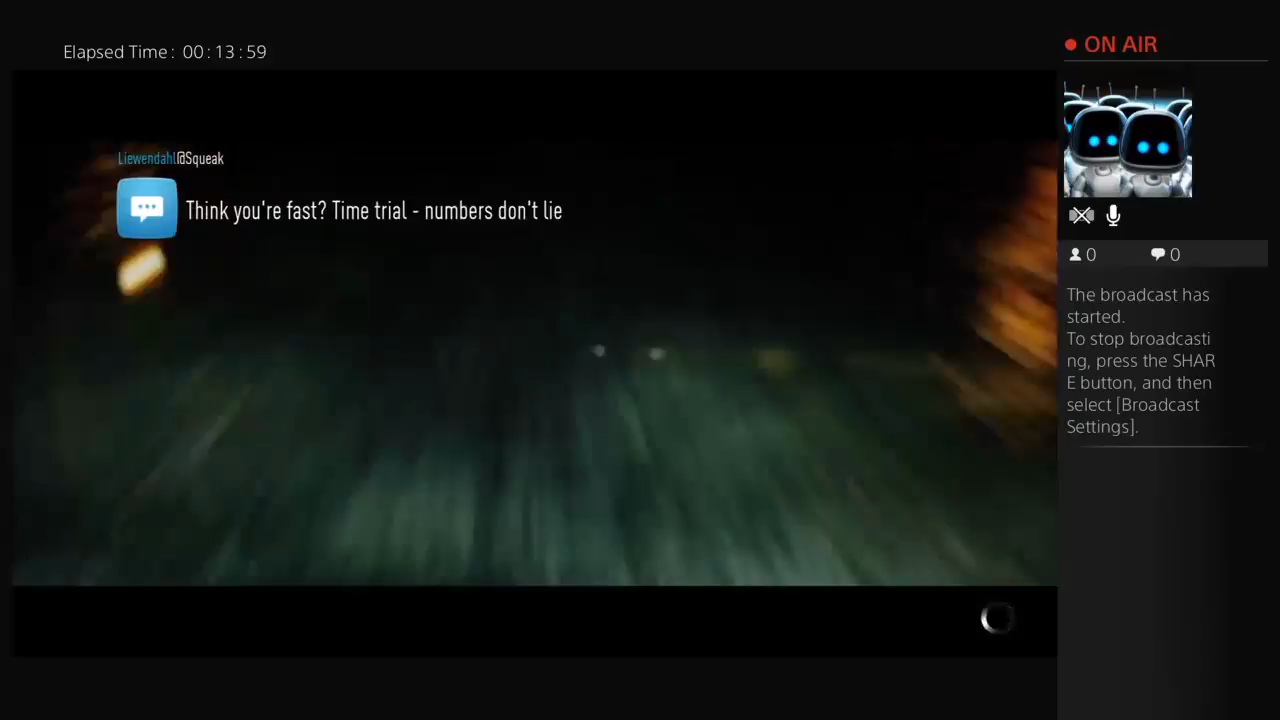 Elapsed Time: 00:13:59
ON AIR
Liewendahl@Squeak
Think you're fast? Time trial - numbers don't lie
0 0
The broadcast has
started.
To stop broadcasti
ng, press the SHAR
E button, and then
select [Broadcast
Settings].